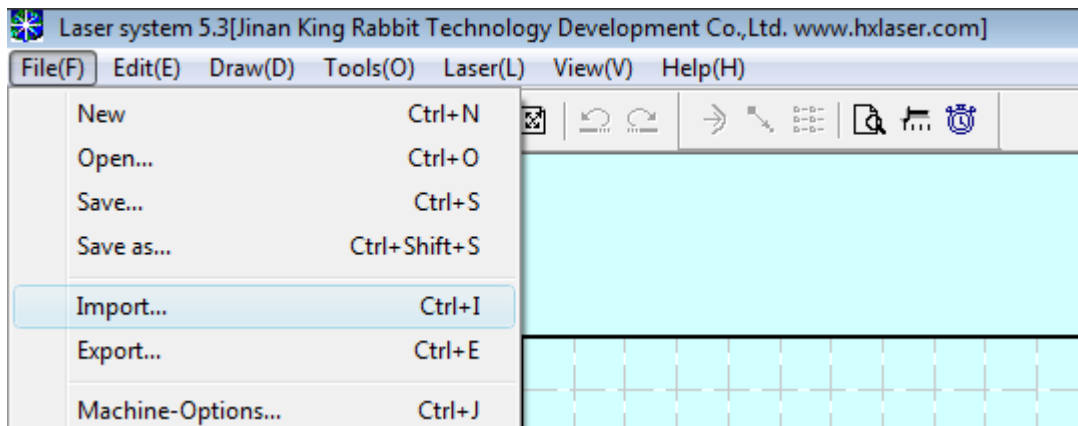 Laser system 5.3[Jinan King Rabbit Technology Development Co.,Ltd. www.hxlaser.com]
File(F) Edit(E) Draw(D) Tools(O) Laser(L) View(V) Help(H)
New Ctrl+N
Open... Ctrl+O
Save... Ctrl+S
Save as... Ctrl+Shift+S
Import... Ctrl+I
Export... Ctrl+E
Machine-Options... Ctrl+J